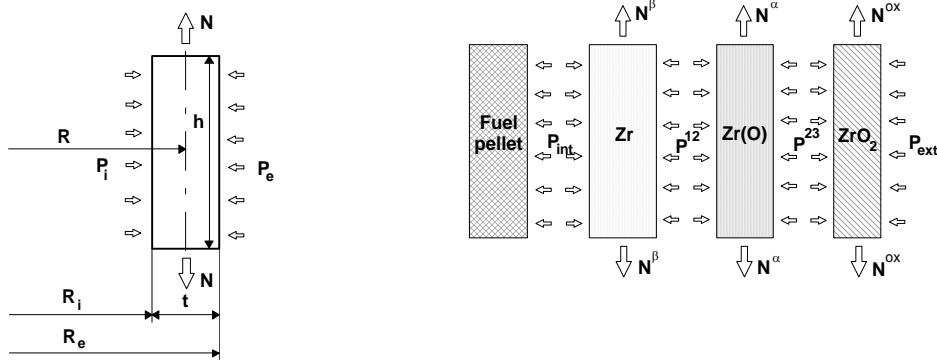 N
h
R
P_i
P_e
N
R_i
t
R_e
N^β
N^α
N^ox
Fuel
pellet
P_int
Zr
P^12
Zr(O)
P^23
ZrO_2
P_ext
N^β
N^α
N^ox